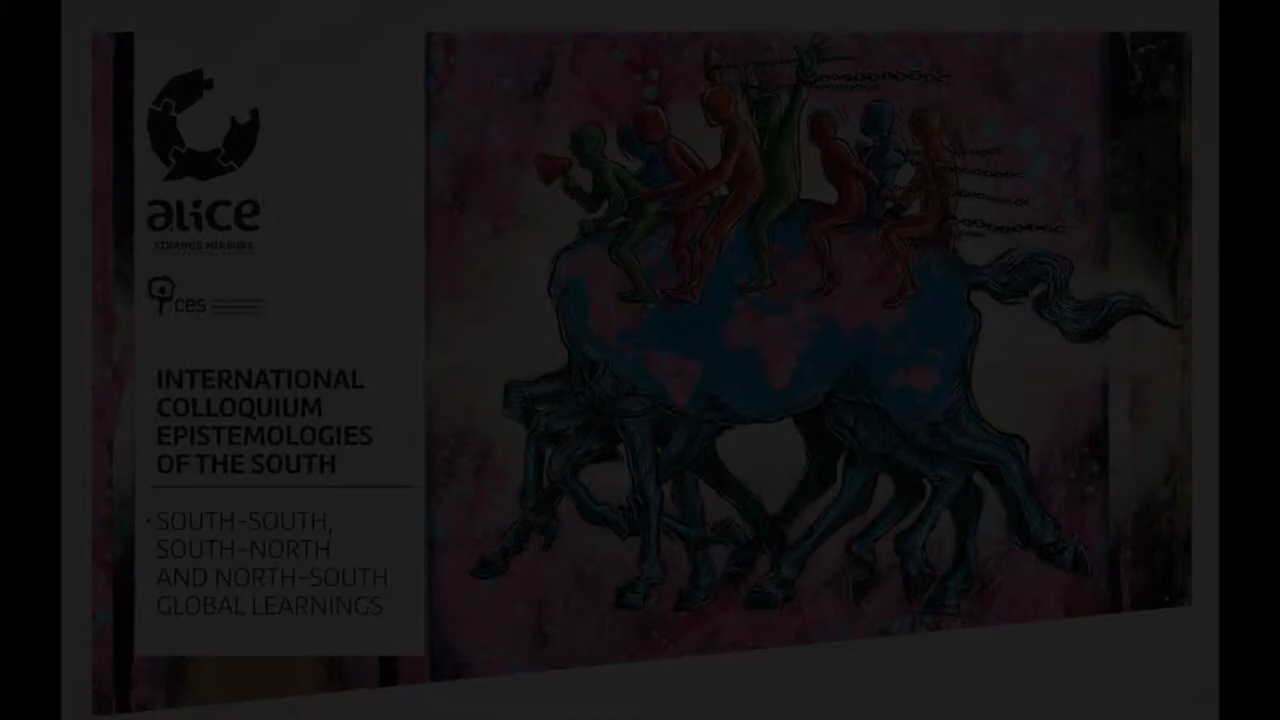 alice
STRANGE MIRRORS
ces
INTERNATIONAL
COLLOQUIUM
EPISTEMOLOGIES
OF THE SOUTH
SOUTH-SOUTH,
SOUTH-NORTH
AND NORTH-SOUTH
GLOBAL LEARNINGS